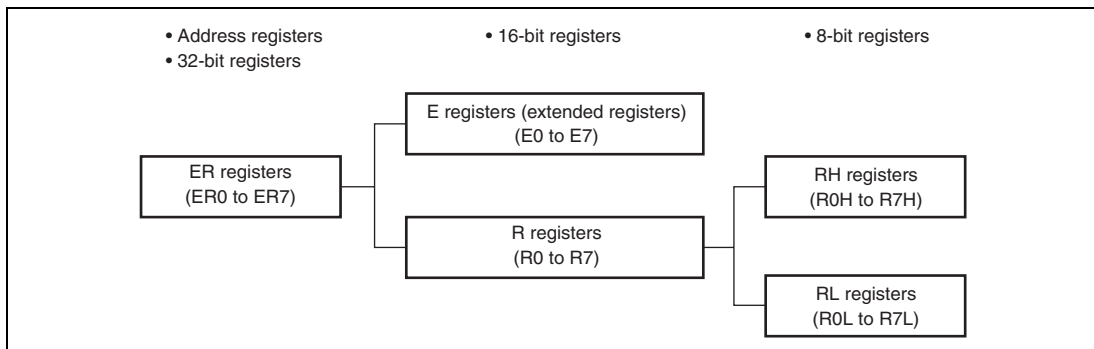 • Address registers
• 32-bit registers
• 16-bit registers
• 8-bit registers
E registers (extended registers)
(E0 to E7)
ER registers
(ER0 to ER7)
RH registers
(R0H to R7H)
R registers
(R0 to R7)
RL registers
(R0L to R7L)